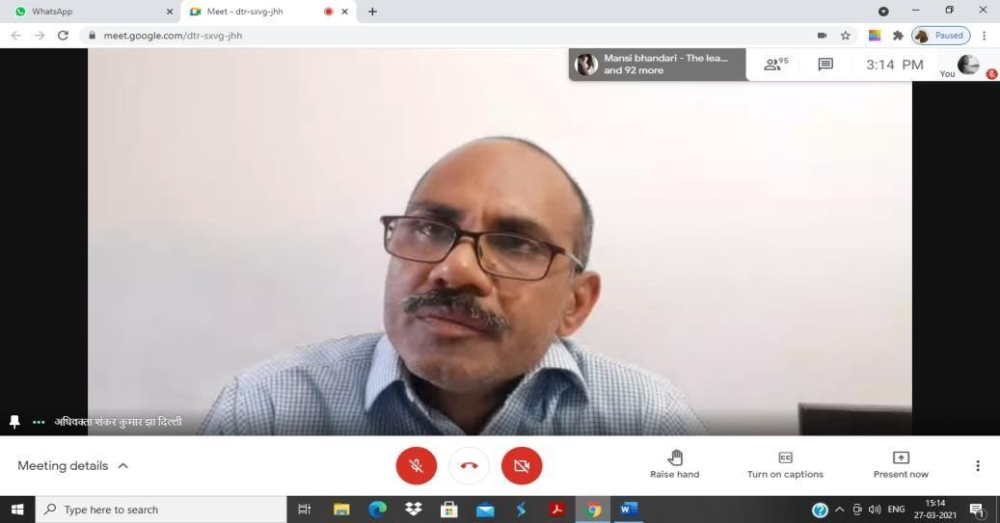 WhatsApp
Meet - dtr-sxvg-jhh
meet.google.com/dtr-sxvg-jhh
Paused
Mansi bhandari - The lea...
and 92 more
95
3:14 PM
You
अधिवक्ता शंकर कुमार झा दिल्ली
Meeting details
Raise hand
CC
Turn on captions
Present now
Type here to search
W
ENG
15:14
27-03-2021
1